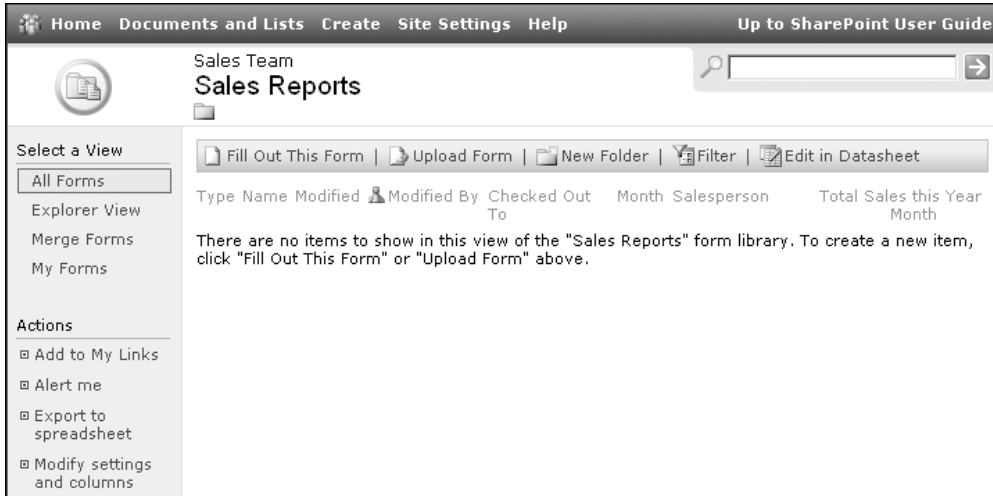 Home Documents and Lists Create Site Settings Help Up to SharePoint User Guide
Sales Team
Sales Reports
Select a View
All Forms
Explorer View
Merge Forms
My Forms
Actions
Add to My Links
Alert me
Export to
spreadsheet
Modify settings
and columns
Fill Out This Form | Upload Form | New Folder | Filter | Edit in Datasheet
Type Name Modified Modified By Checked Out Month Salesperson Total Sales this Year
To Month
There are no items to show in this view of the "Sales Reports" form library. To create a new item,
click "Fill Out This Form" or "Upload Form" above.